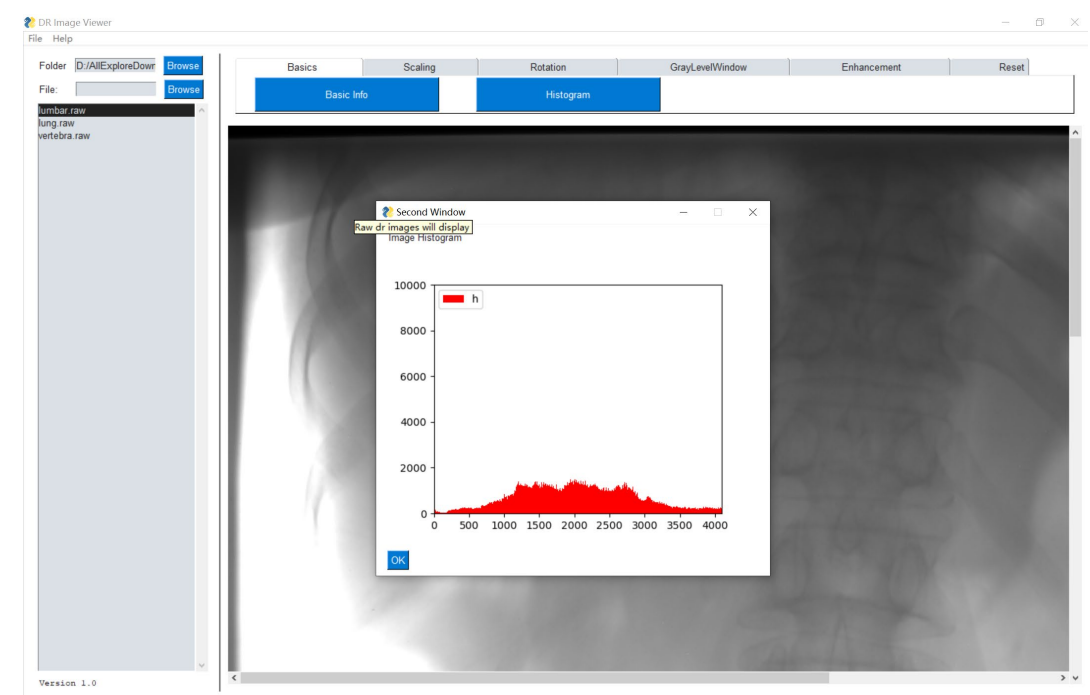 DR Image Viewer
File Help
Folder D:/AllExploreDowr Browse
File: Browse
lumbar.raw
lung.raw
vertebra.raw
Version 1.0
Basics Scaling Rotation GrayLevelWindow Enhancement Reset
Basic Info Histogram
Second Window
Raw dr images will display
Image Histogram
h
10000
8000
6000
4000
2000
0
0 500 1000 1500 2000 2500 3000 3500 4000
OK